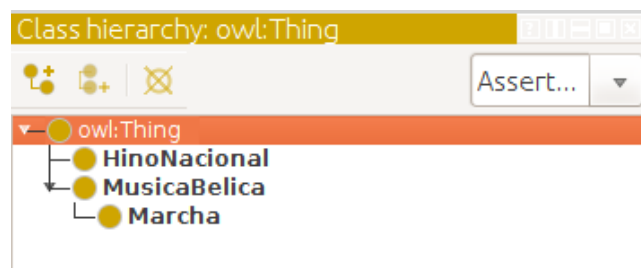 Class hierarchy: owl:Thing
Assert...
owl:Thing
HinoNacional
MusicaBelica
Marcha